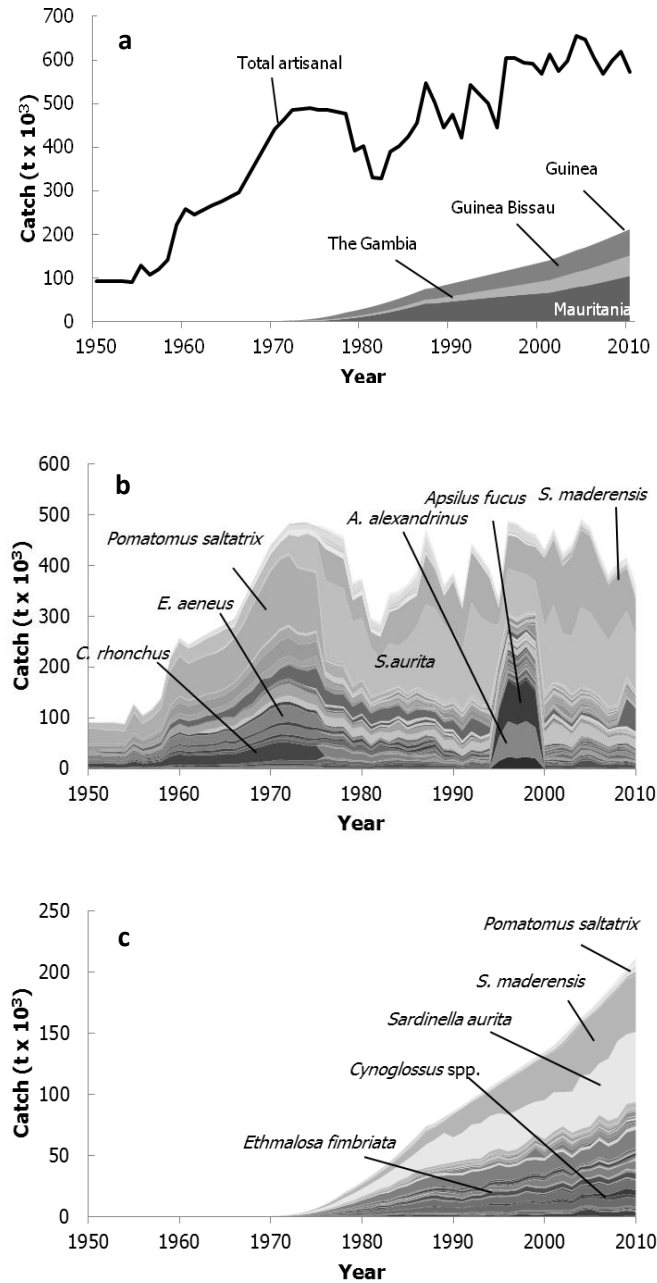 a
700
600
500
400
300
200
100
0
Catch (t x 10³)
Total artisanal
Guinea
Guinea Bissau
The Gambia
Mauritania
1950 1960 1970 1980 1990 2000 2010
Year
b
600
500
400
300
200
100
0
Catch (t x 10³)
Apsilus fucus
S. maderensis
A. alexandrinus
Pomatomus saltatrix
E. aeneus
C. rhonchus
S.aurita
1950 1960 1970 1980 1990 2000 2010
Year
c
250
200
150
100
50
0
Catch (t x 10³)
Pomatomus saltatrix
S. maderensis
Sardinella aurita
Cynoglossus spp.
Ethmalosa fimbriata
1950 1960 1970 1980 1990 2000 2010
Year